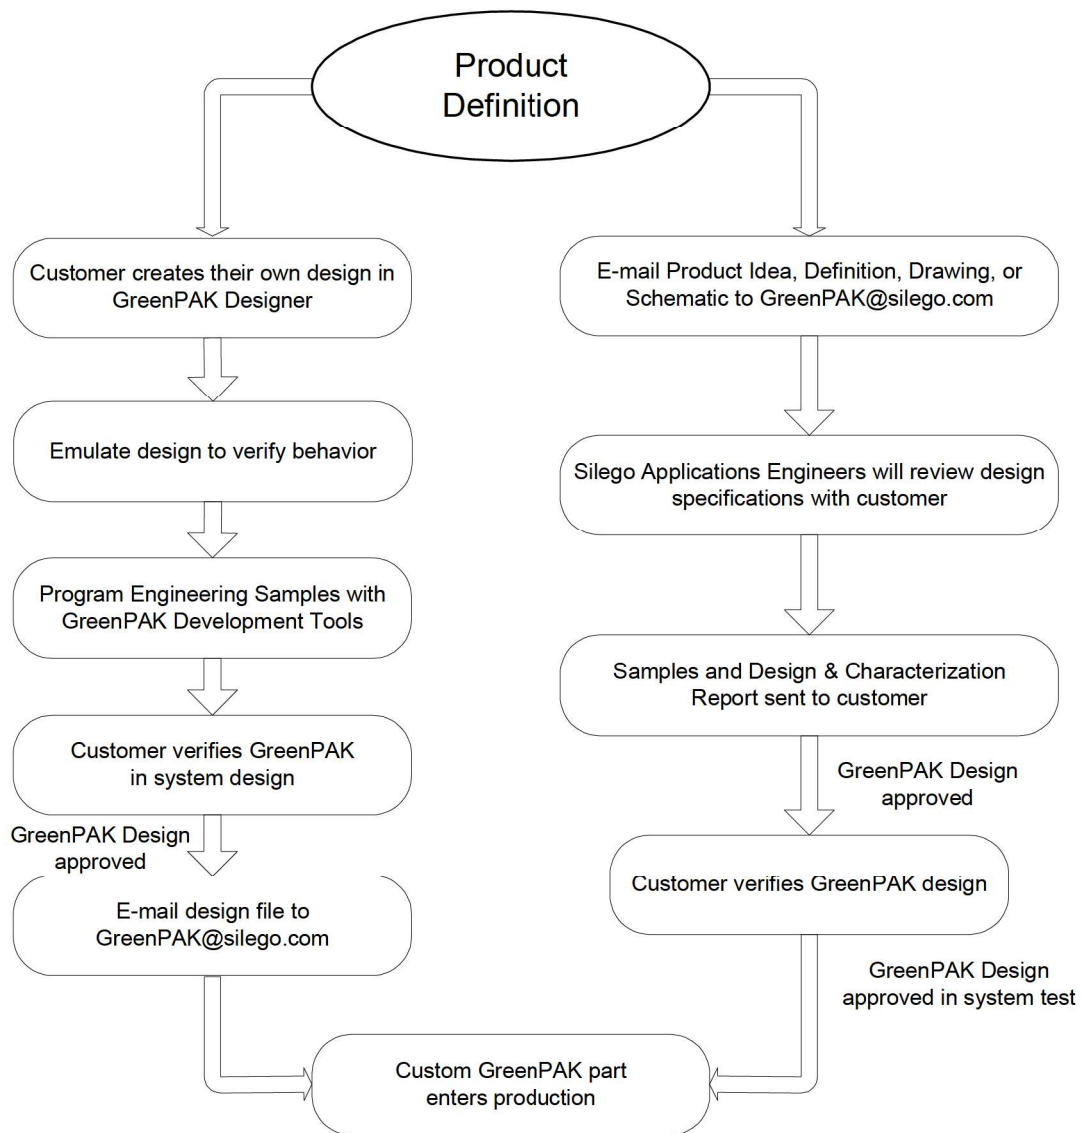 Product
Definition
Customer creates their own design in
GreenPAK Designer
Emulate design to verify behavior
Program Engineering Samples with
GreenPAK Development Tools
Customer verifies GreenPAK
in system design
GreenPAK Design
approved
E-mail design file to
GreenPAK@silego.com
E-mail Product Idea, Definition, Drawing, or
Schematic to GreenPAK@silego.com
Silego Applications Engineers will review design
specifications with customer
Samples and Design & Characterization
Report sent to customer
GreenPAK Design
approved
Customer verifies GreenPAK design
GreenPAK Design
approved in system test
Custom GreenPAK part
enters production